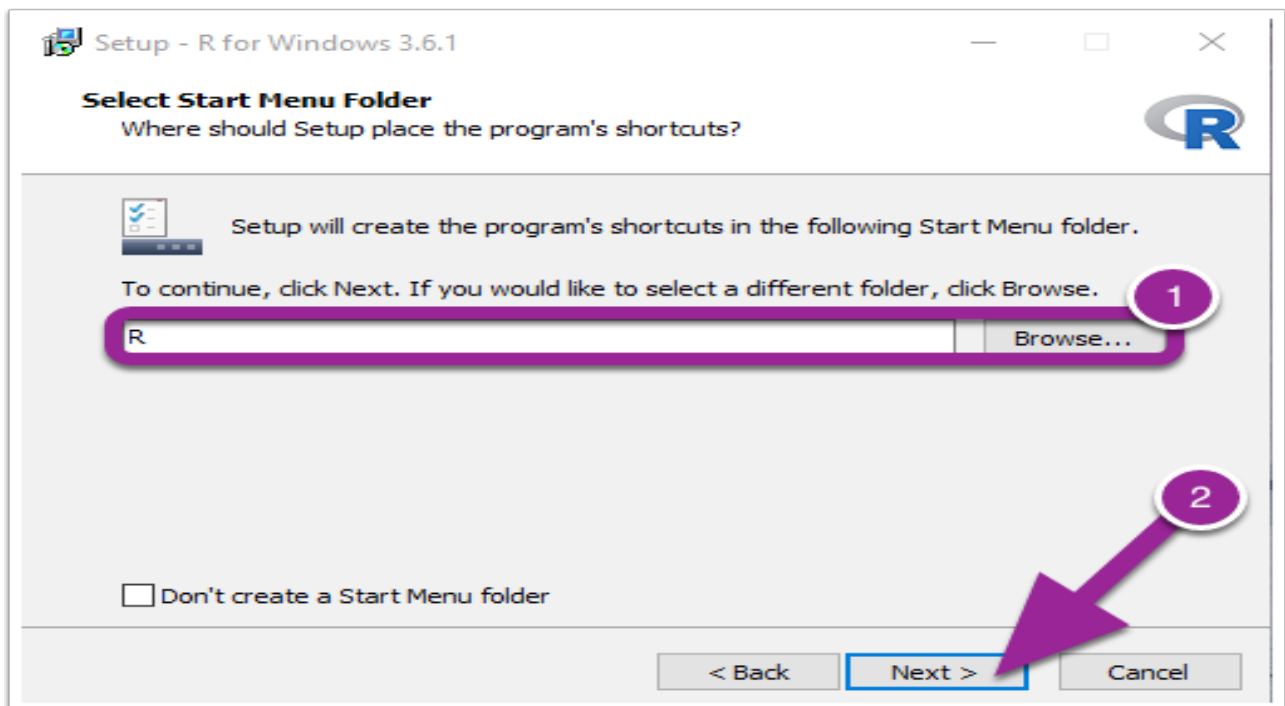 Setup - R for Windows 3.6.1
Select Start Menu Folder
Where should Setup place the program's shortcuts?
R
Setup will create the program's shortcuts in the following Start Menu folder.
To continue, click Next. If you would like to select a different folder, click Browse.
1
R
Browse...
2
Don't create a Start Menu folder
< Back
Next >
Cancel